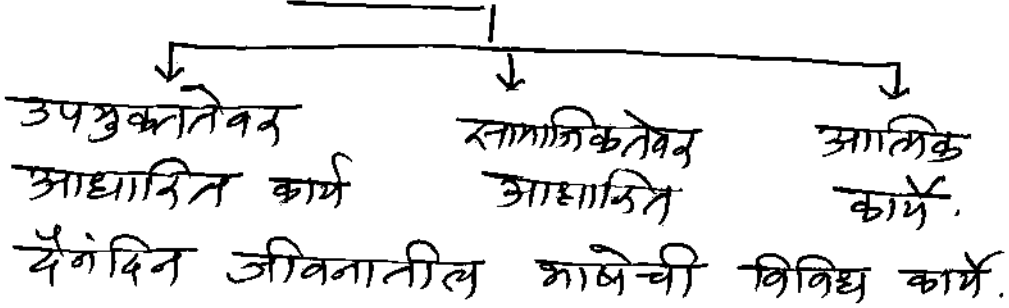 उपयुक्ततेवर सामाजिकतेवर आत्मिक
आधारित कार्य आधारित कार्ये.
दैनंदिन जीवनातील भाषेची विविध कार्ये.